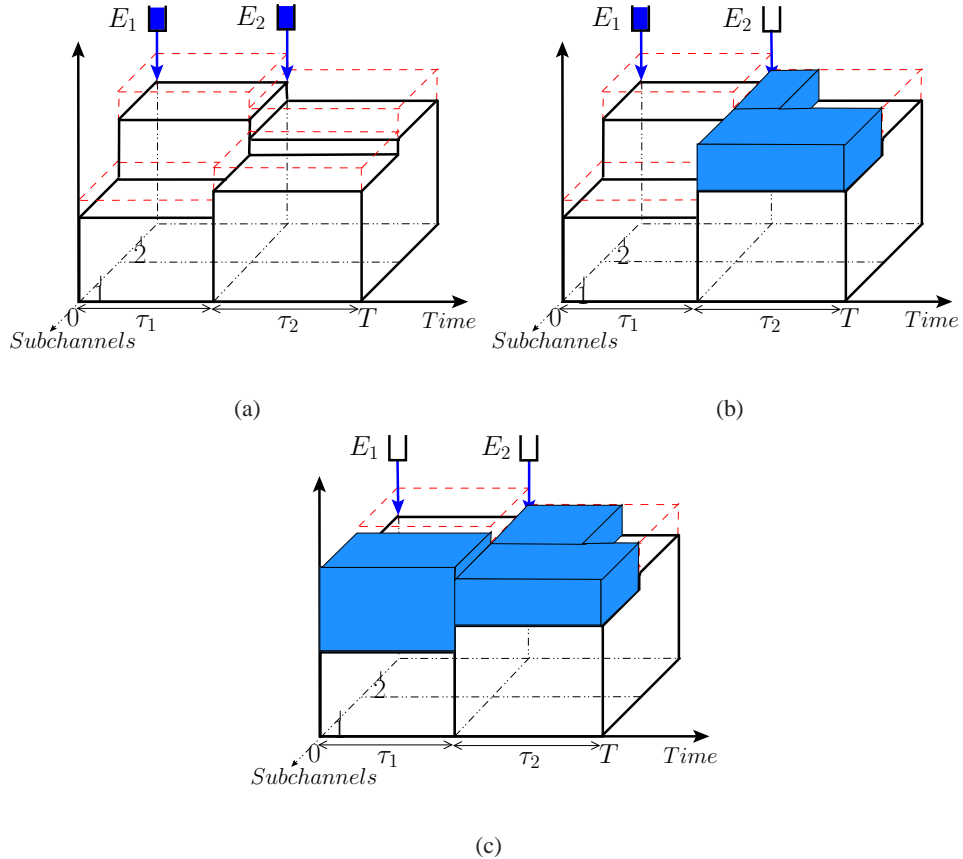 E₁ E₂
2
1
0 τ₁ τ₂ T Time
Subchannels
(a)
E₁ E₂
2
1
0 τ₁ τ₂ T Time
Subchannels
(b)
E₁ E₂
2
1
0 τ₁ τ₂ T Time
Subchannels
(c)